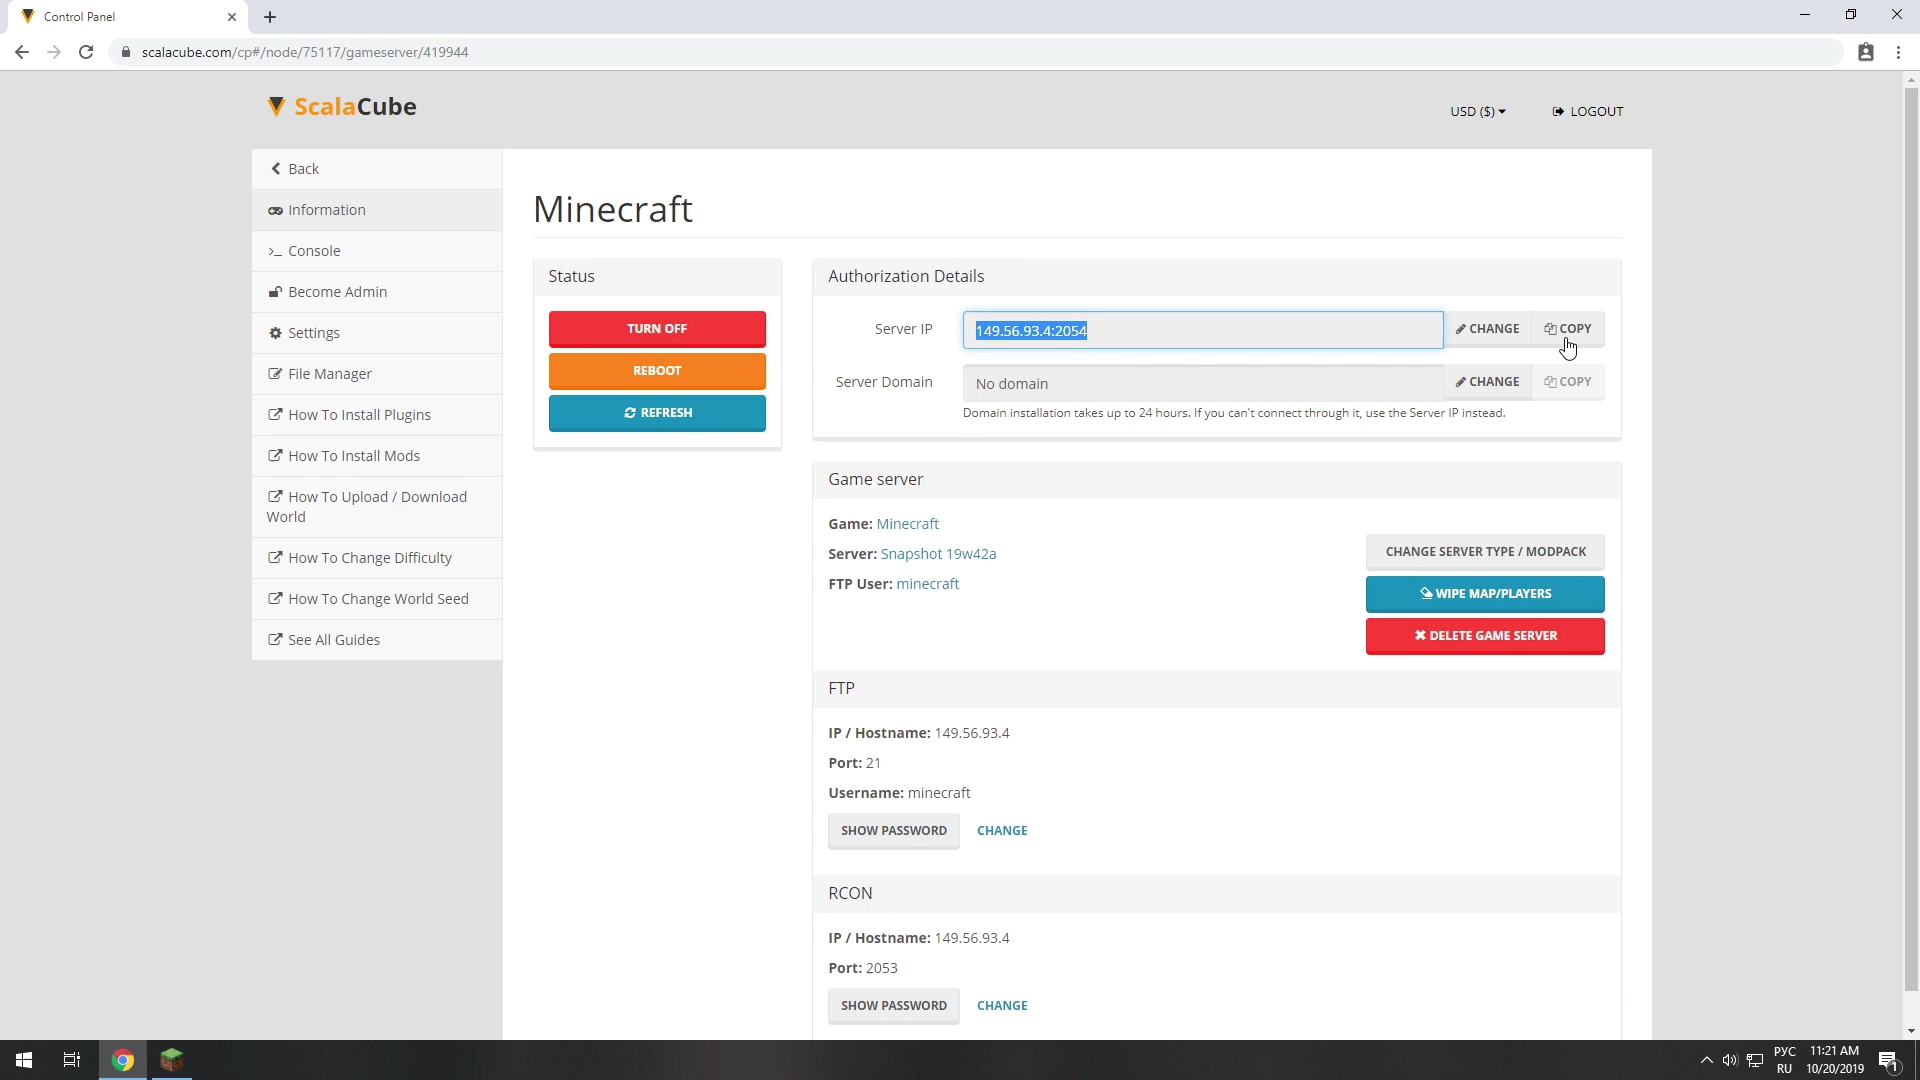 Control Panel
scalacube.com/cp#/node/75117/gameserver/419944
ScalaCube
USD ($)
LOGOUT
Back
Information
Console
Become Admin
Settings
File Manager
How To Install Plugins
How To Install Mods
How To Upload / Download
World
How To Change Difficulty
How To Change World Seed
See All Guides
Minecraft
Status
TURN OFF
REBOOT
REFRESH
Authorization Details
Server IP
149.56.93.4:2054
CHANGE
COPY
Server Domain
No domain
CHANGE
COPY
Domain installation takes up to 24 hours. If you can't connect through it, use the Server IP instead.
Game server
Game: Minecraft
Server: Snapshot 19w42a
FTP User: minecraft
CHANGE SERVER TYPE / MODPACK
WIPE MAP/PLAYERS
DELETE GAME SERVER
FTP
IP / Hostname: 149.56.93.4
Port: 21
Username: minecraft
SHOW PASSWORD
CHANGE
RCON
IP / Hostname: 149.56.93.4
Port: 2053
SHOW PASSWORD
CHANGE
РУС
RU
11:21 AM
10/20/2019
1